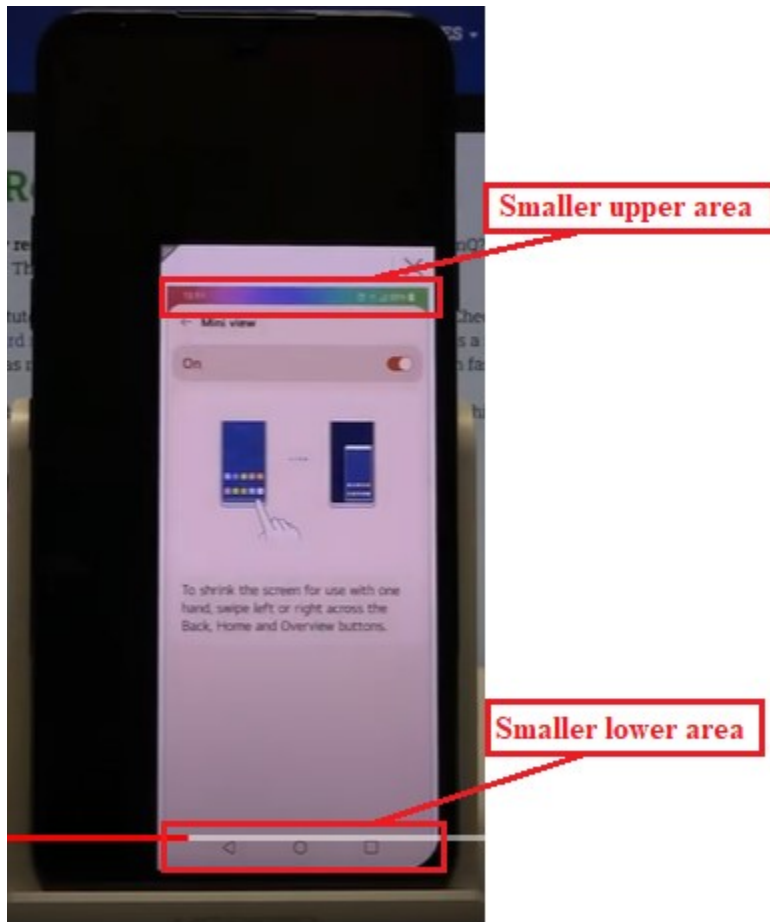 ES
Smaller upper area
Mini view
On
To shrink the screen for use with one
hand, swipe left or right across the
Back, Home and Overview buttons.
Smaller lower area